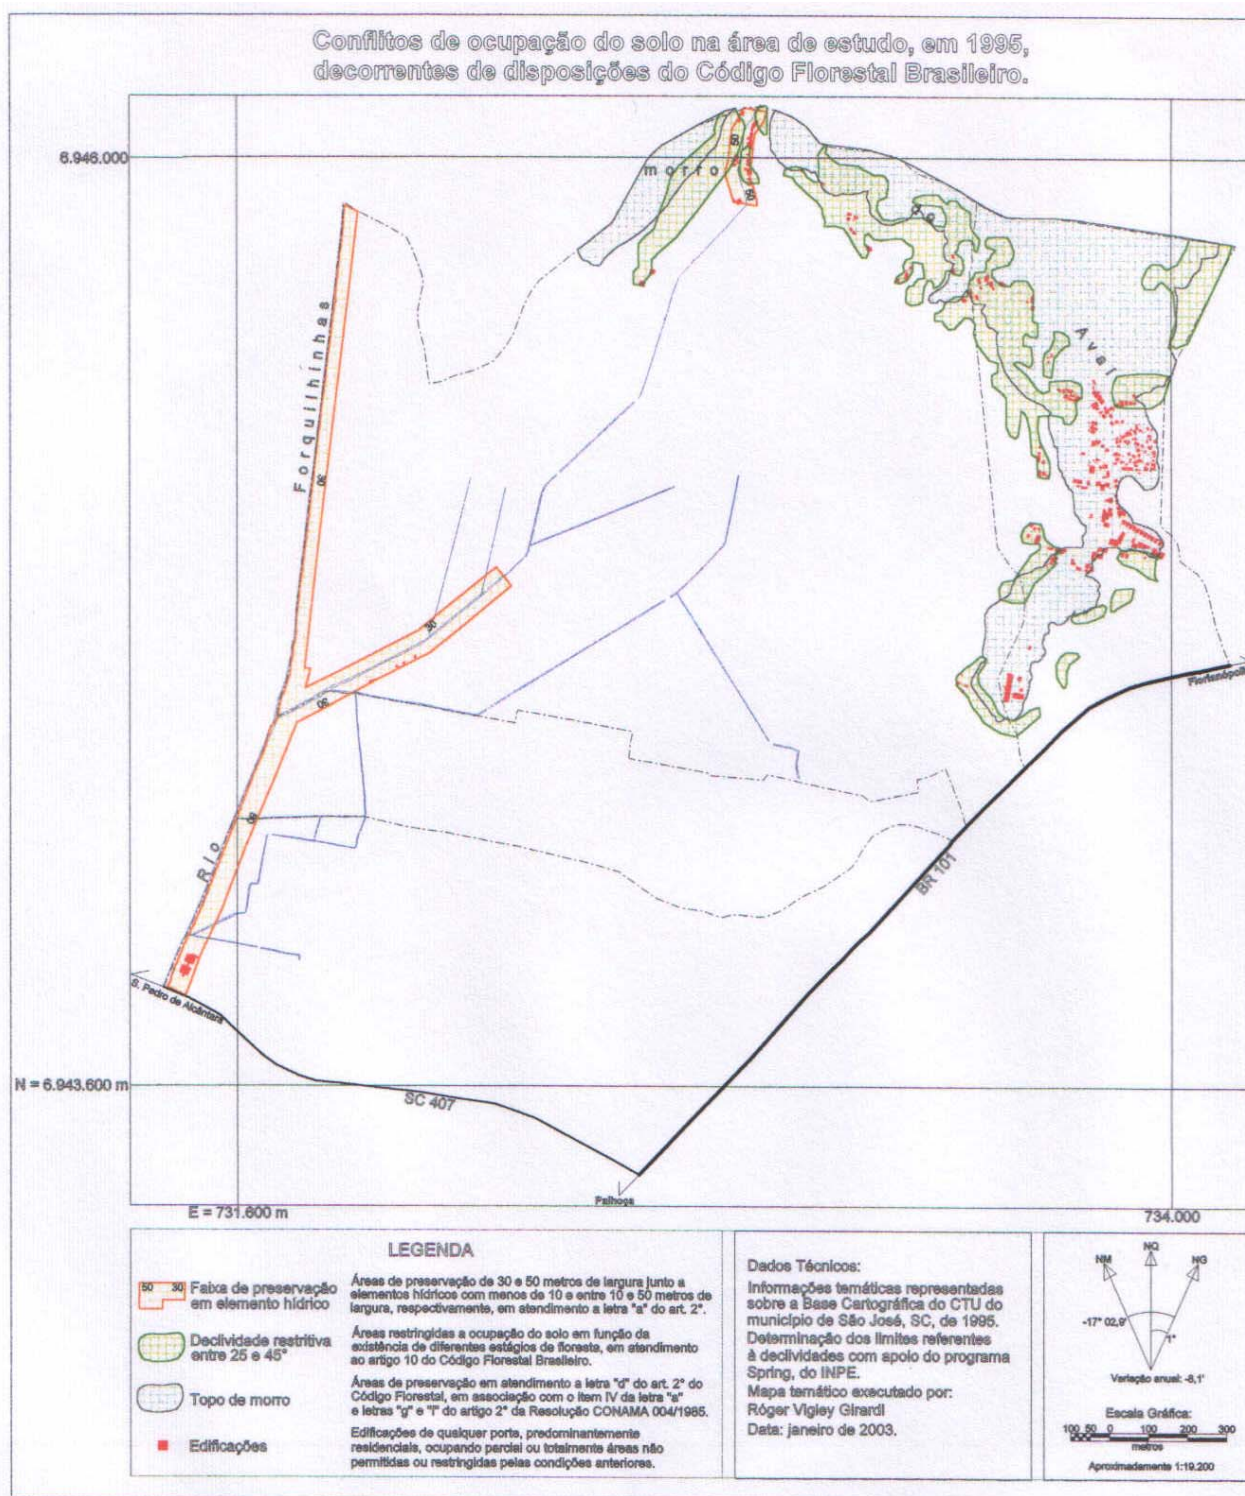 Conflitos de ocupação do solo na área de estudo, em 1995,
decorrentes de disposições do Código Florestal Brasileiro.
6.946.000
morro
do
Avaí
50
50
Forquilhinhas
30
30
30
Rio
S. Pedro de Alcântara
SC 407
BR 101
Palhoça
N = 6.943.600 m
E = 731.600 m
734.000
LEGENDA
50 30
Faixa de preservação
em elemento hídrico
Áreas de preservação de 30 e 50 metros de largura junto a
elementos hídricos com menos de 10 e entre 10 e 50 metros de
largura, respectivamente, em atendimento a letra "a" do art. 2°.
Declividade restritiva
entre 25 e 45°
Áreas restringidas a ocupação do solo em função da
existência de diferentes estágios de floresta, em atendimento
ao artigo 10 do Código Florestal Brasileiro.
Topo de morro
Áreas de preservação em atendimento a letra "d" do art. 2° do
Código Florestal, em associação com o item IV da letra "a"
e letras "g" e "i" do artigo 2° da Resolução CONAMA 004/1985.
Edificações
Edificações de qualquer porte, predominantemente
residenciais, ocupando parcial ou totalmente áreas não
permitidas ou restringidas pelas condições anteriores.
Dados Técnicos:
Informações temáticas representadas
sobre a Base Cartográfica do CTU do
município de São José, SC, de 1995.
Determinação dos limites referentes
à declividades com apoio do programa
Spring, do INPE.
Mapa temático executado por:
Róger Vigley Girardi
Data: janeiro de 2003.
NM NQ NG
-17° 02,9'
1°
Variação anual: -8,1'
Escala Gráfica:
100 50 0 100 200 300
metros
Aproximadamente 1:19.200